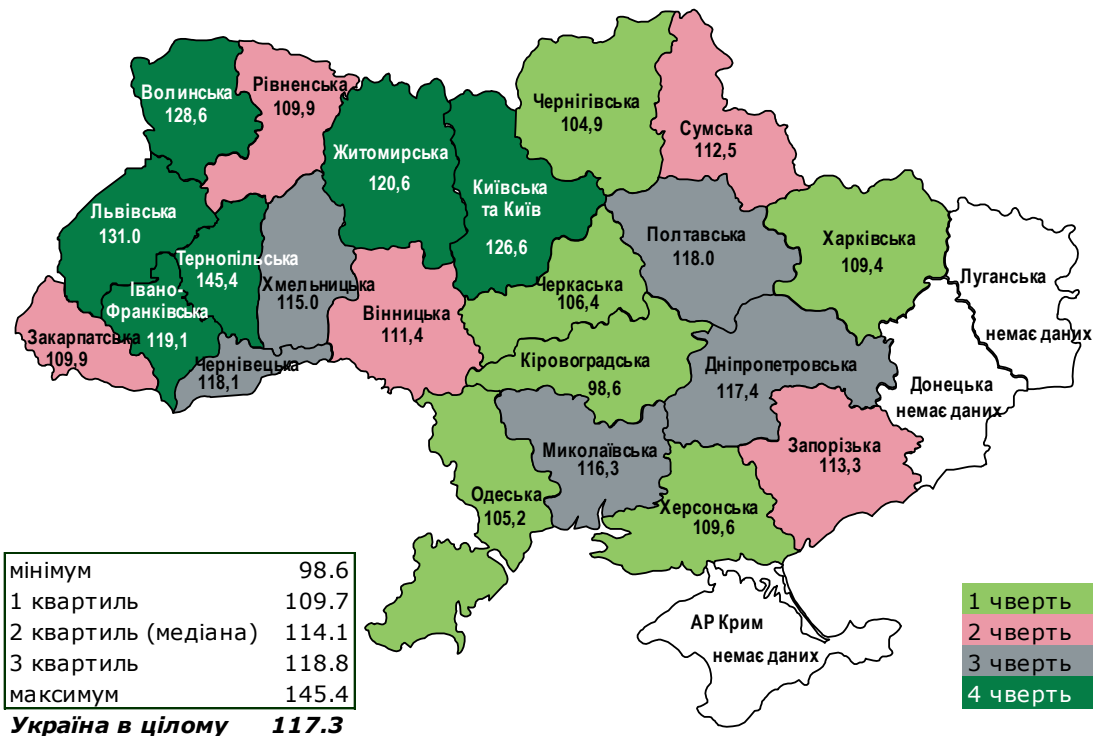 Волинська
128,6
Рівненська
109,9
Житомирська
120,6
Київська
та Київ
126,6
Чернігівська
104,9
Сумська
112,5
Львівська
131.0
Тернопільська
145,4
Хмельницька
115.0
Івано-
Франківська
119,1
Закарпатська
109,9
Чернівецька
118,1
Вінницька
111,4
Черкаська
106,4
Полтавська
118.0
Харківська
109,4
Луганська
немає даних
Кіровоградська
98,6
Дніпропетровська
117,4
Донецька
немає даних
Миколаївська
116,3
Запорізька
113,3
Одеська
105,2
Херсонська
109,6
АР Крим
немає даних
мінімум 98.6
1 квартиль 109.7
2 квартиль (медіана) 114.1
3 квартиль 118.8
максимум 145.4
Україна в цілому 117.3
1 чверть
2 чверть
3 чверть
4 чверть